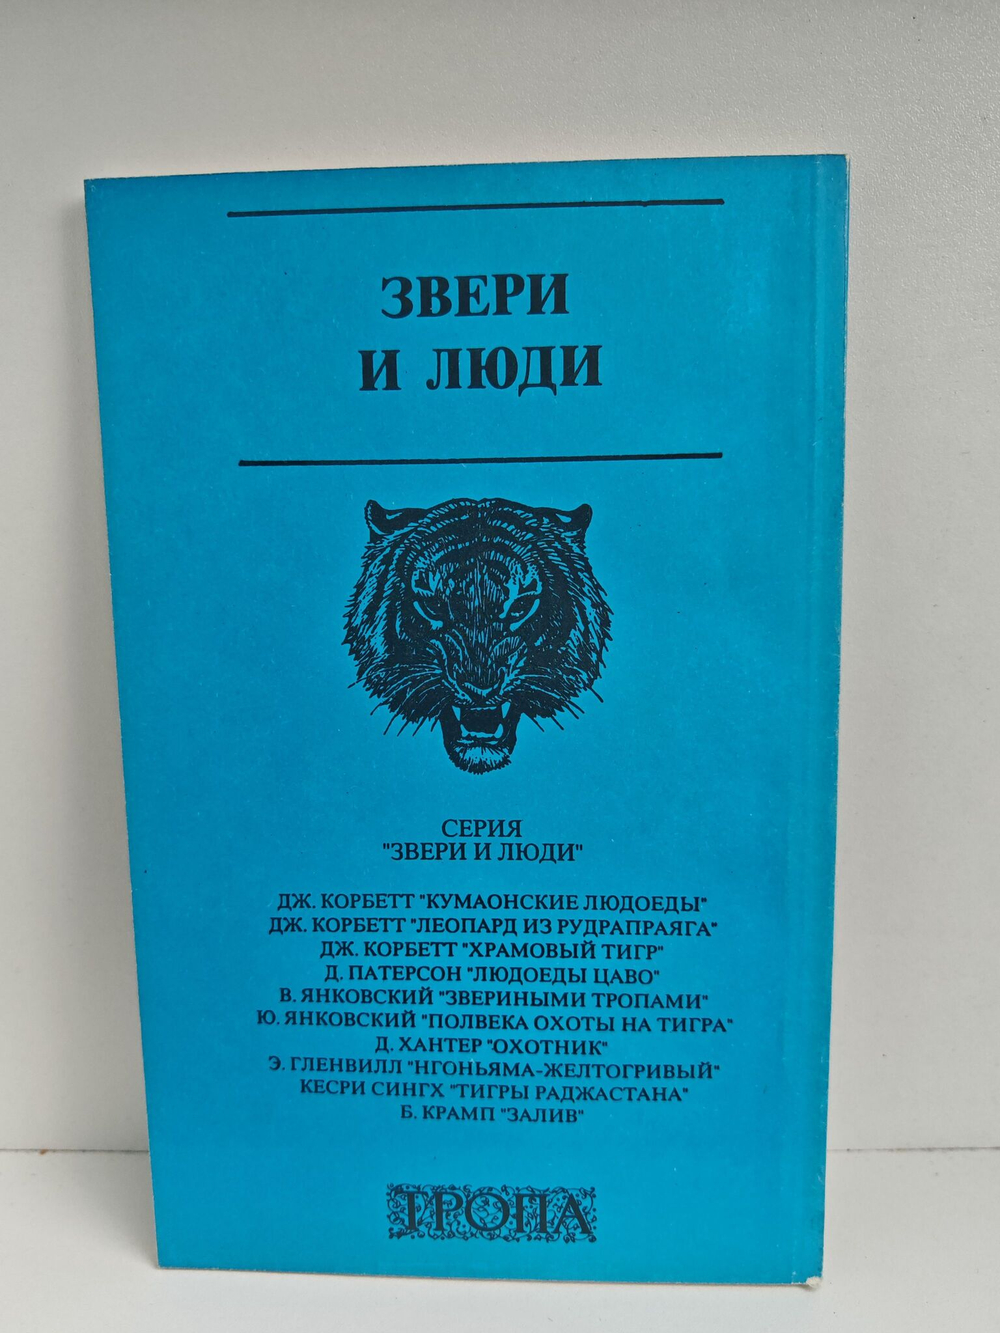 ЗВЕРИ
И ЛЮДИ
СЕРИЯ
"ЗВЕРИ И ЛЮДИ"
ДЖ. КОРБЕТТ "КУМАОНСКИЕ ЛЮДОЕДЫ"
ДЖ. КОРБЕТТ "ЛЕОПАРД ИЗ РУДРАПРАЯГА"
ДЖ. КОРБЕТТ "ХРАМОВЫЙ ТИГР"
Д. ПАТЕРСОН "ЛЮДОЕДЫ ЦАВО"
В. ЯНКОВСКИЙ "ЗВЕРИНЫМИ ТРОПАМИ"
Ю. ЯНКОВСКИЙ "ПОЛВЕКА ОХОТЫ НА ТИГРА"
Д. ХАНТЕР "ОХОТНИК"
Э. ГЛЕНВИЛЛ "НГОНЬЯМА-ЖЕЛТОГРИВЫЙ"
КЕСРИ СИНГХ "ТИГРЫ РАДЖАСТАНА"
Б. КРАМП "ЗАЛИВ"
ТРОПА